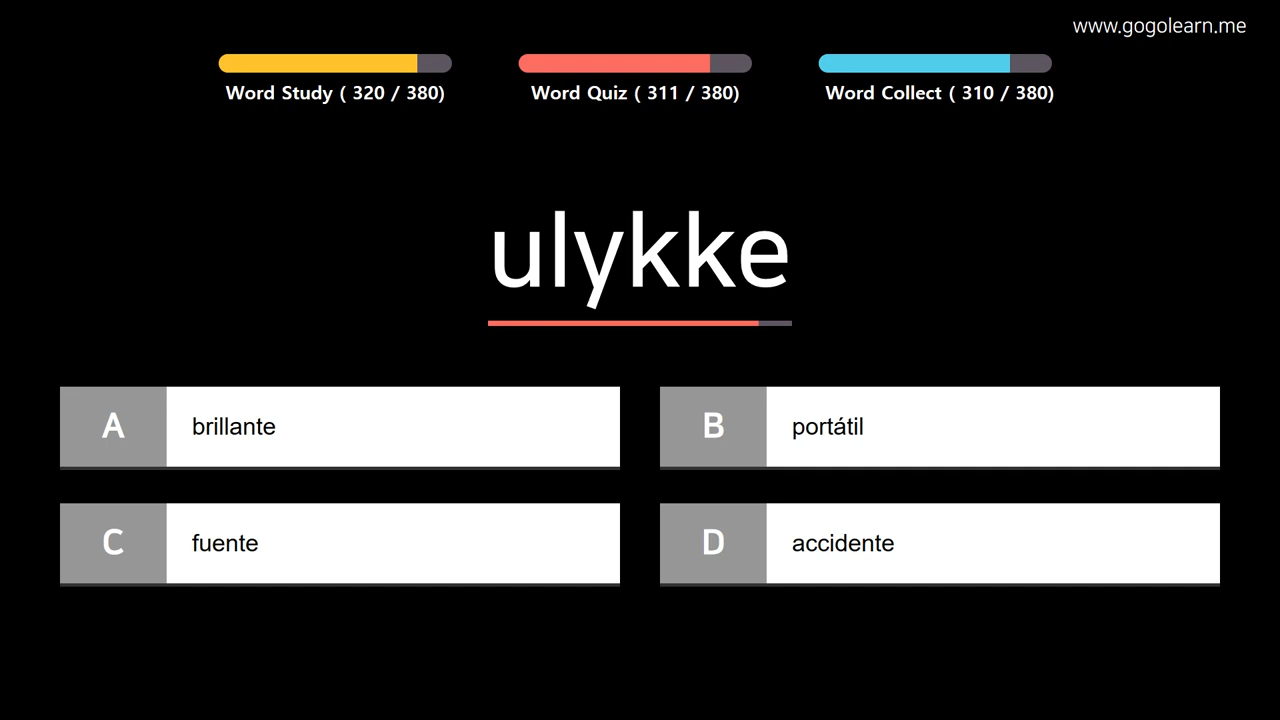 www.gogolearn.me
Word Study ( 320 / 380)
Word Quiz ( 311 / 380)
Word Collect ( 310 / 380)
ulykke
A brillante
B portátil
C fuente
D accidente